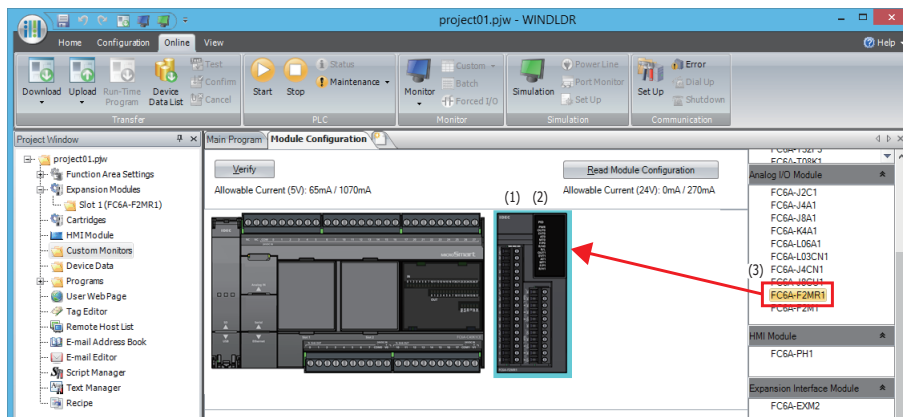 project01.pjw - WINDLDR
Home Configuration Online View Help
Download Upload Run-Time Program Device Data List Test Confirm Cancel
Transfer
Start Stop Status Maintenance
PLC
Monitor Custom Batch Forced I/O
Monitor
Simulation Power Line Port Monitor Set Up
Simulation
Set Up Error Dial Up Shutdown
Communication
Project Window
project01.pjw
Function Area Settings
Expansion Modules
Slot 1 (FC6A-F2MR1)
Cartridges
HMI Module
Custom Monitors
Device Data
Programs
User Web Page
Tag Editor
Remote Host List
E-mail Address Book
E-mail Editor
Script Manager
Text Manager
Recipe
Main Program Module Configuration
Verify Read Module Configuration
Allowable Current (5V): 65mA / 1070mA Allowable Current (24V): 0mA / 270mA
(1) (2)
(3)
FC6A-T08K1
Analog I/O Module
FC6A-J2C1
FC6A-J4A1
FC6A-J8A1
FC6A-K4A1
FC6A-L06A1
FC6A-L03CN1
FC6A-J4CN1
FC6A-J8CU1
FC6A-F2MR1
FC6A-F2M1
HMI Module
FC6A-PH1
Expansion Interface Module
FC6A-EXM2